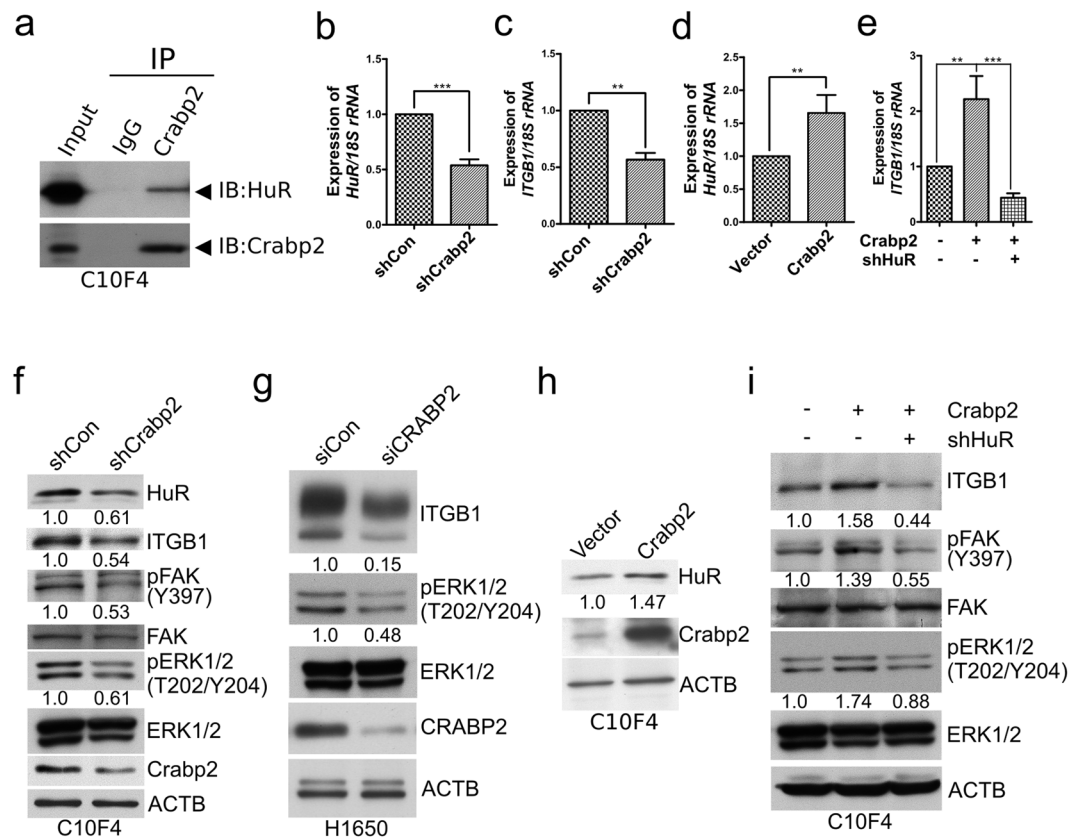 a
IP
Input
IgG
Crabp2
IB:HuR
IB:Crabp2
C10F4
b
Expression of
HuR/18S rRNA
1.5
1.0
0.5
0.0
***
shCon
shCrabp2
c
Expression of
ITGB1/18S rRNA
1.5
1.0
0.5
0.0
**
shCon
shCrabp2
d
Expression of
HuR/18S rRNA
2.5
2.0
1.5
1.0
0.5
0.0
**
Vector
Crabp2
e
Expression of
ITGB1/18S rRNA
3
2
1
0
** ***
Crabp2 - + +
shHuR - - +
f
shCon
shCrabp2
HuR
1.0 0.61
ITGB1
1.0 0.54
pFAK
(Y397)
1.0 0.53
FAK
pERK1/2
(T202/Y204)
1.0 0.61
ERK1/2
Crabp2
ACTB
C10F4
g
siCon
siCRABP2
ITGB1
1.0 0.15
pERK1/2
(T202/Y204)
1.0 0.48
ERK1/2
CRABP2
ACTB
H1650
h
Vector
Crabp2
HuR
1.0 1.47
Crabp2
ACTB
C10F4
i
- + + Crabp2
- - + shHuR
ITGB1
1.0 1.58 0.44
pFAK
(Y397)
1.0 1.39 0.55
FAK
pERK1/2
(T202/Y204)
1.0 1.74 0.88
ERK1/2
ACTB
C10F4